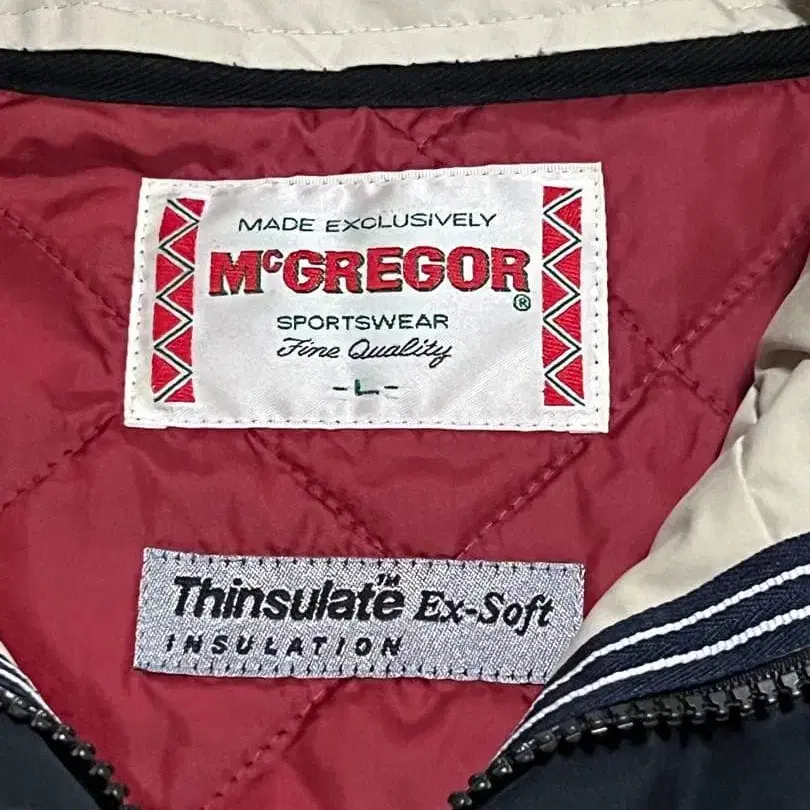 MADE EXCLUSIVELY
McGREGOR®
SPORTSWEAR
Fine Quality
-L-
Thinsulate™ Ex-Soft
INSULATION